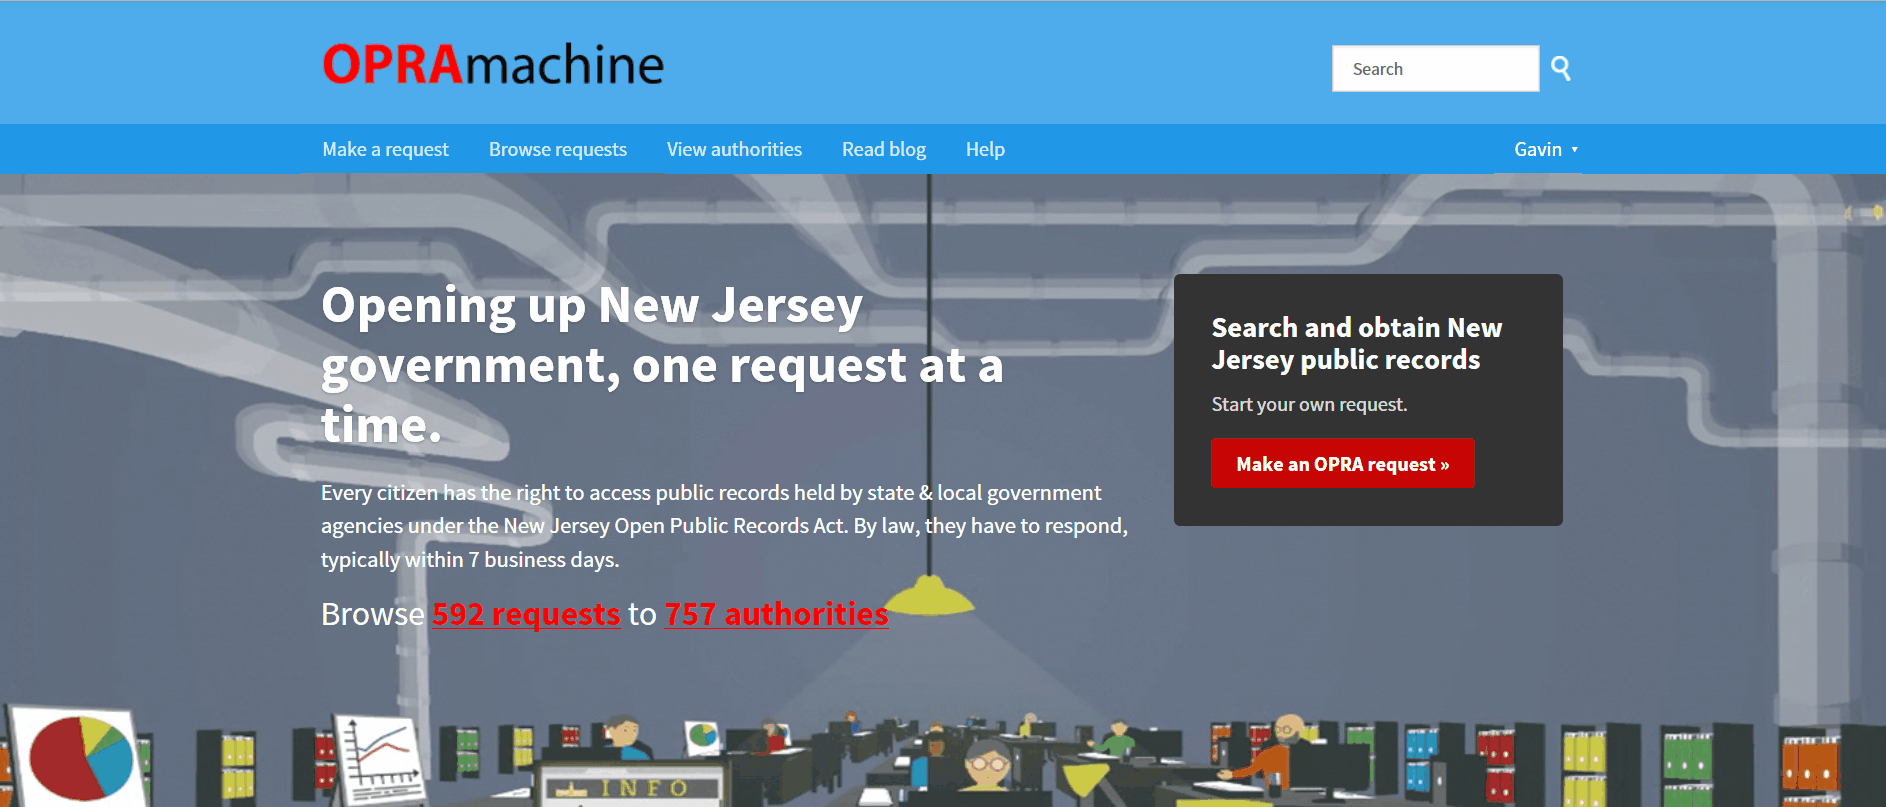 OPRAmachine
Search
Make a request
Browse requests
View authorities
Read blog
Help
Gavin ▾
Opening up New Jersey
government, one request at a
time.
Every citizen has the right to access public records held by state & local government
agencies under the New Jersey Open Public Records Act. By law, they have to respond,
typically within 7 business days.
Browse 592 requests to 757 authorities
Search and obtain New
Jersey public records
Start your own request.
Make an OPRA request »
INFO